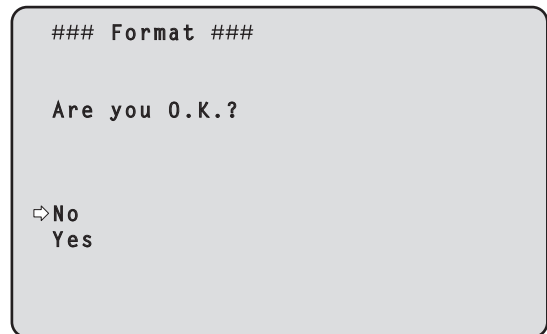 ### Format ###
Are you O.K.?
⇨No
Yes